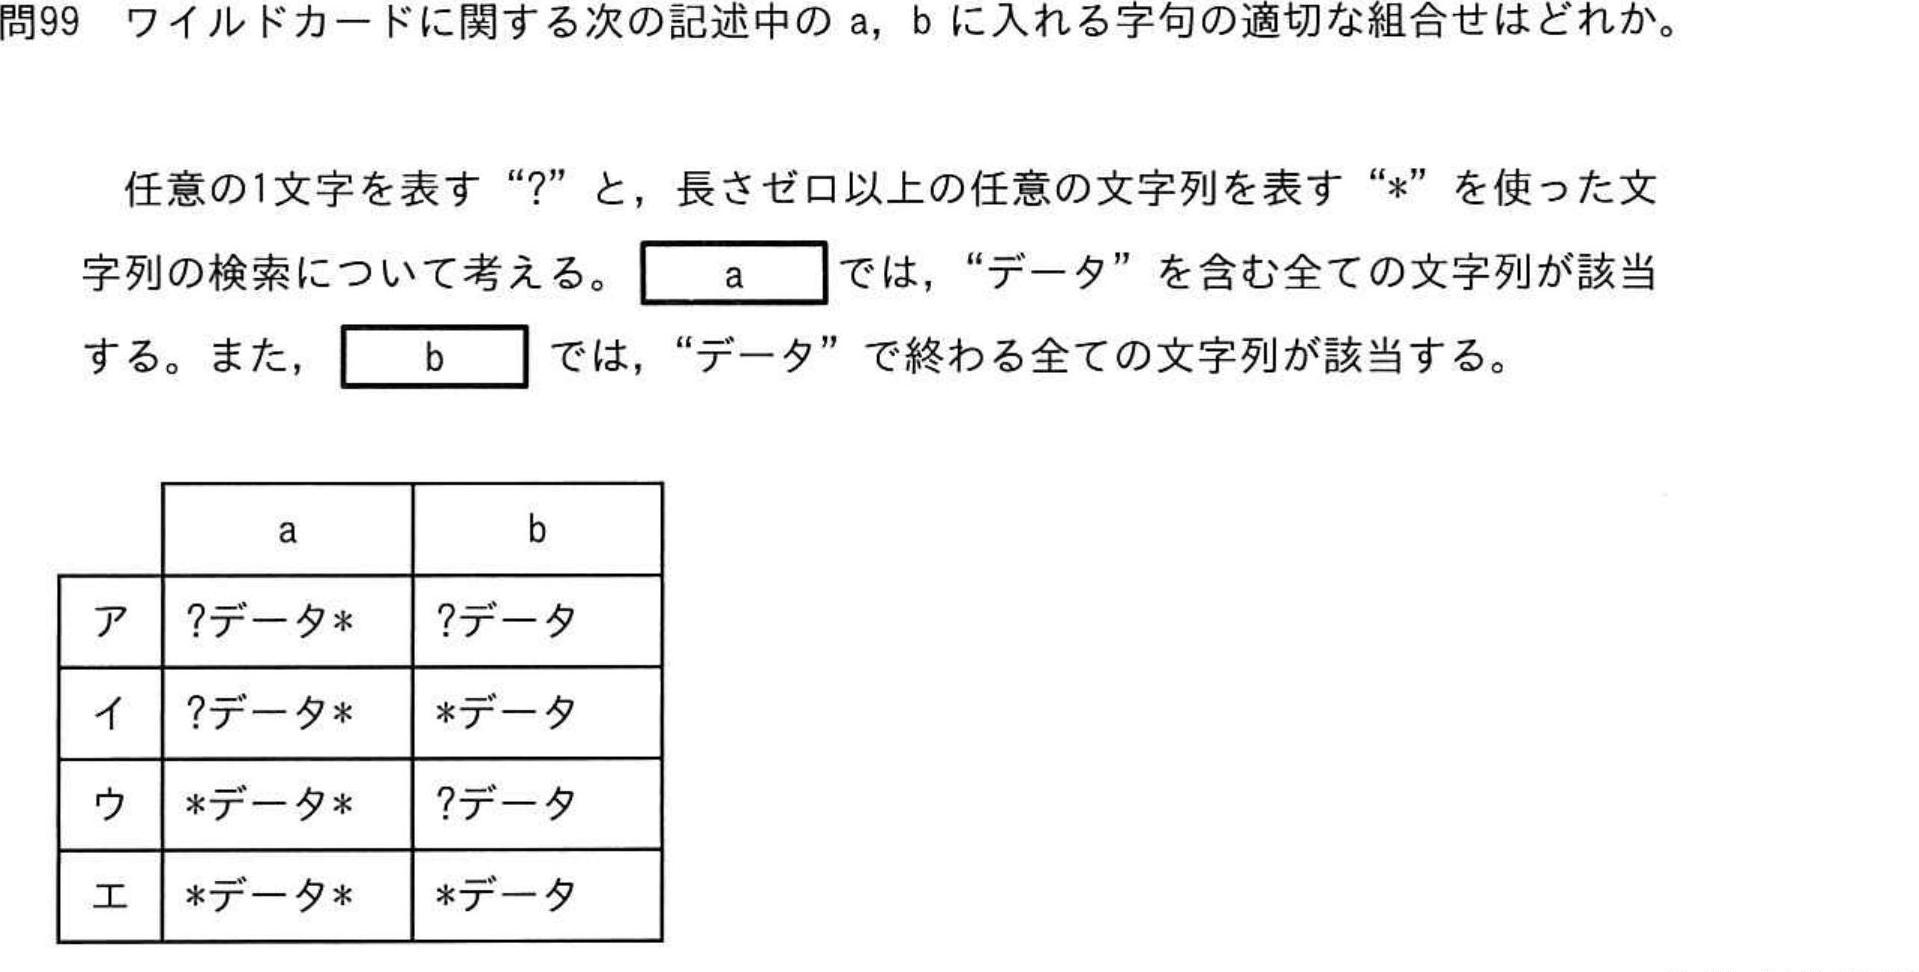 問99 ワイルドカードに関する次の記述中の a, b に入れる字句の適切な組合せはどれか。
任意の1文字を表す“?”と,長さゼロ以上の任意の文字列を表す“*”を使った文
字列の検索について考える。 a では,“データ”を含む全ての文字列が該当
する。また, b では,“データ”で終わる全ての文字列が該当する。
a b
ア ?データ* ?データ
イ ?データ* *データ
ウ *データ* ?データ
エ *データ* *データ